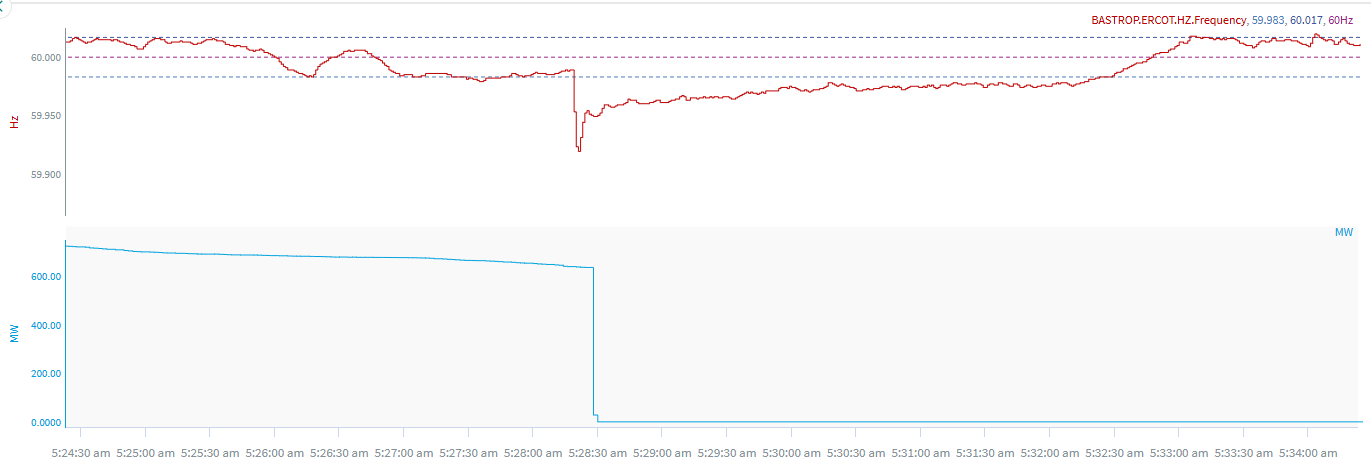 BASTROP.ERCOT.HZ.Frequency, 59.983, 60.017, 60Hz
60.000
59.950
Hz
59.900
MW
600.00
400.00
MW
200.00
0.0000
5:24:30 am 5:25:00 am 5:25:30 am 5:26:00 am 5:26:30 am 5:27:00 am 5:27:30 am 5:28:00 am 5:28:30 am 5:29:00 am 5:29:30 am 5:30:00 am 5:30:30 am 5:31:00 am 5:31:30 am 5:32:00 am 5:32:30 am 5:33:00 am 5:33:30 am 5:34:00 am